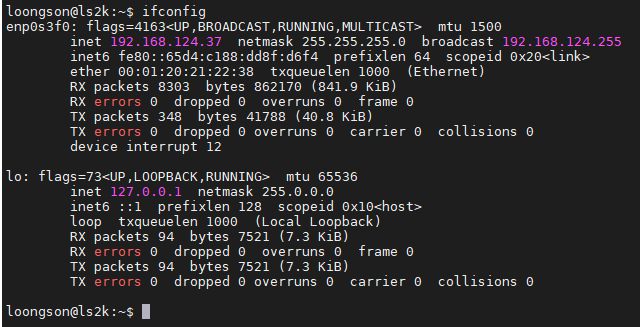 loongson@ls2k:~$ ifconfig
enp0s3f0: flags=4163<UP,BROADCAST,RUNNING,MULTICAST>  mtu 1500
        inet 192.168.124.37  netmask 255.255.255.0  broadcast 192.168.124.255
        inet6 fe80::65d4:c188:dd8f:d6f4  prefixlen 64  scopeid 0x20<link>
        ether 00:01:20:21:22:38  txqueuelen 1000  (Ethernet)
        RX packets 8303  bytes 862170 (841.9 KiB)
        RX errors 0  dropped 0  overruns 0  frame 0
        TX packets 348  bytes 41788 (40.8 KiB)
        TX errors 0  dropped 0 overruns 0  carrier 0  collisions 0
        device interrupt 12

lo: flags=73<UP,LOOPBACK,RUNNING>  mtu 65536
        inet 127.0.0.1  netmask 255.0.0.0
        inet6 ::1  prefixlen 128  scopeid 0x10<host>
        loop  txqueuelen 1000  (Local Loopback)
        RX packets 94  bytes 7521 (7.3 KiB)
        RX errors 0  dropped 0  overruns 0  frame 0
        TX packets 94  bytes 7521 (7.3 KiB)
        TX errors 0  dropped 0 overruns 0  carrier 0  collisions 0

loongson@ls2k:~$